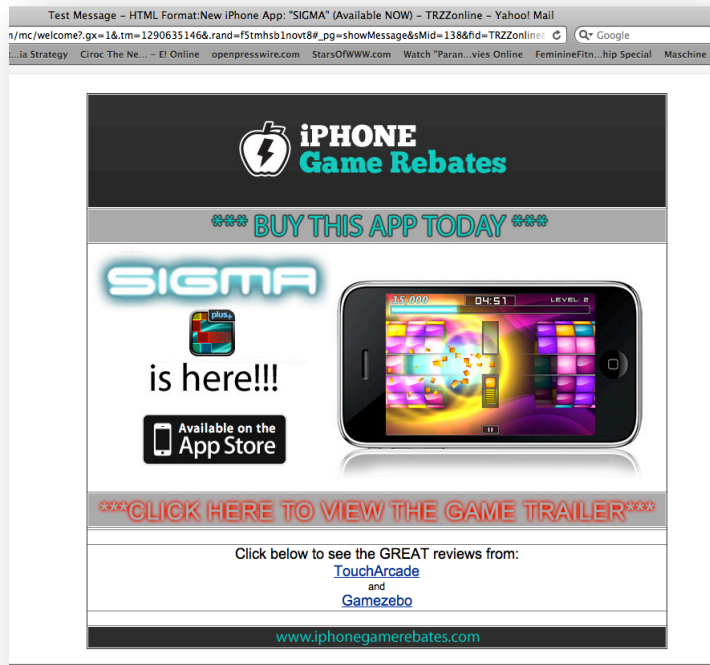 Test Message – HTML Format:New iPhone App: "SIGMA" (Available NOW) – TRZZonline – Yahoo! Mail
/mc/welcome?.gx=1&.tm=1290635146&.rand=f5tmhsb1novt8#_pg=showMessage&sMid=138&fid=TRZZonline
Google
...ia Strategy Ciroc The Ne... – E! Online openpresswire.com StarsOfWWW.com Watch "Paran...vies Online FeminineFitn...hip Special Maschine
iPHONE
Game Rebates
*** BUY THIS APP TODAY ***
SIGMA
plus+
is here!!!
Available on the
App Store
15,000 04:51 LEVEL: 2
***CLICK HERE TO VIEW THE GAME TRAILER***
Click below to see the GREAT reviews from:
TouchArcade
and
Gamezebo
www.iphonegamerebates.com